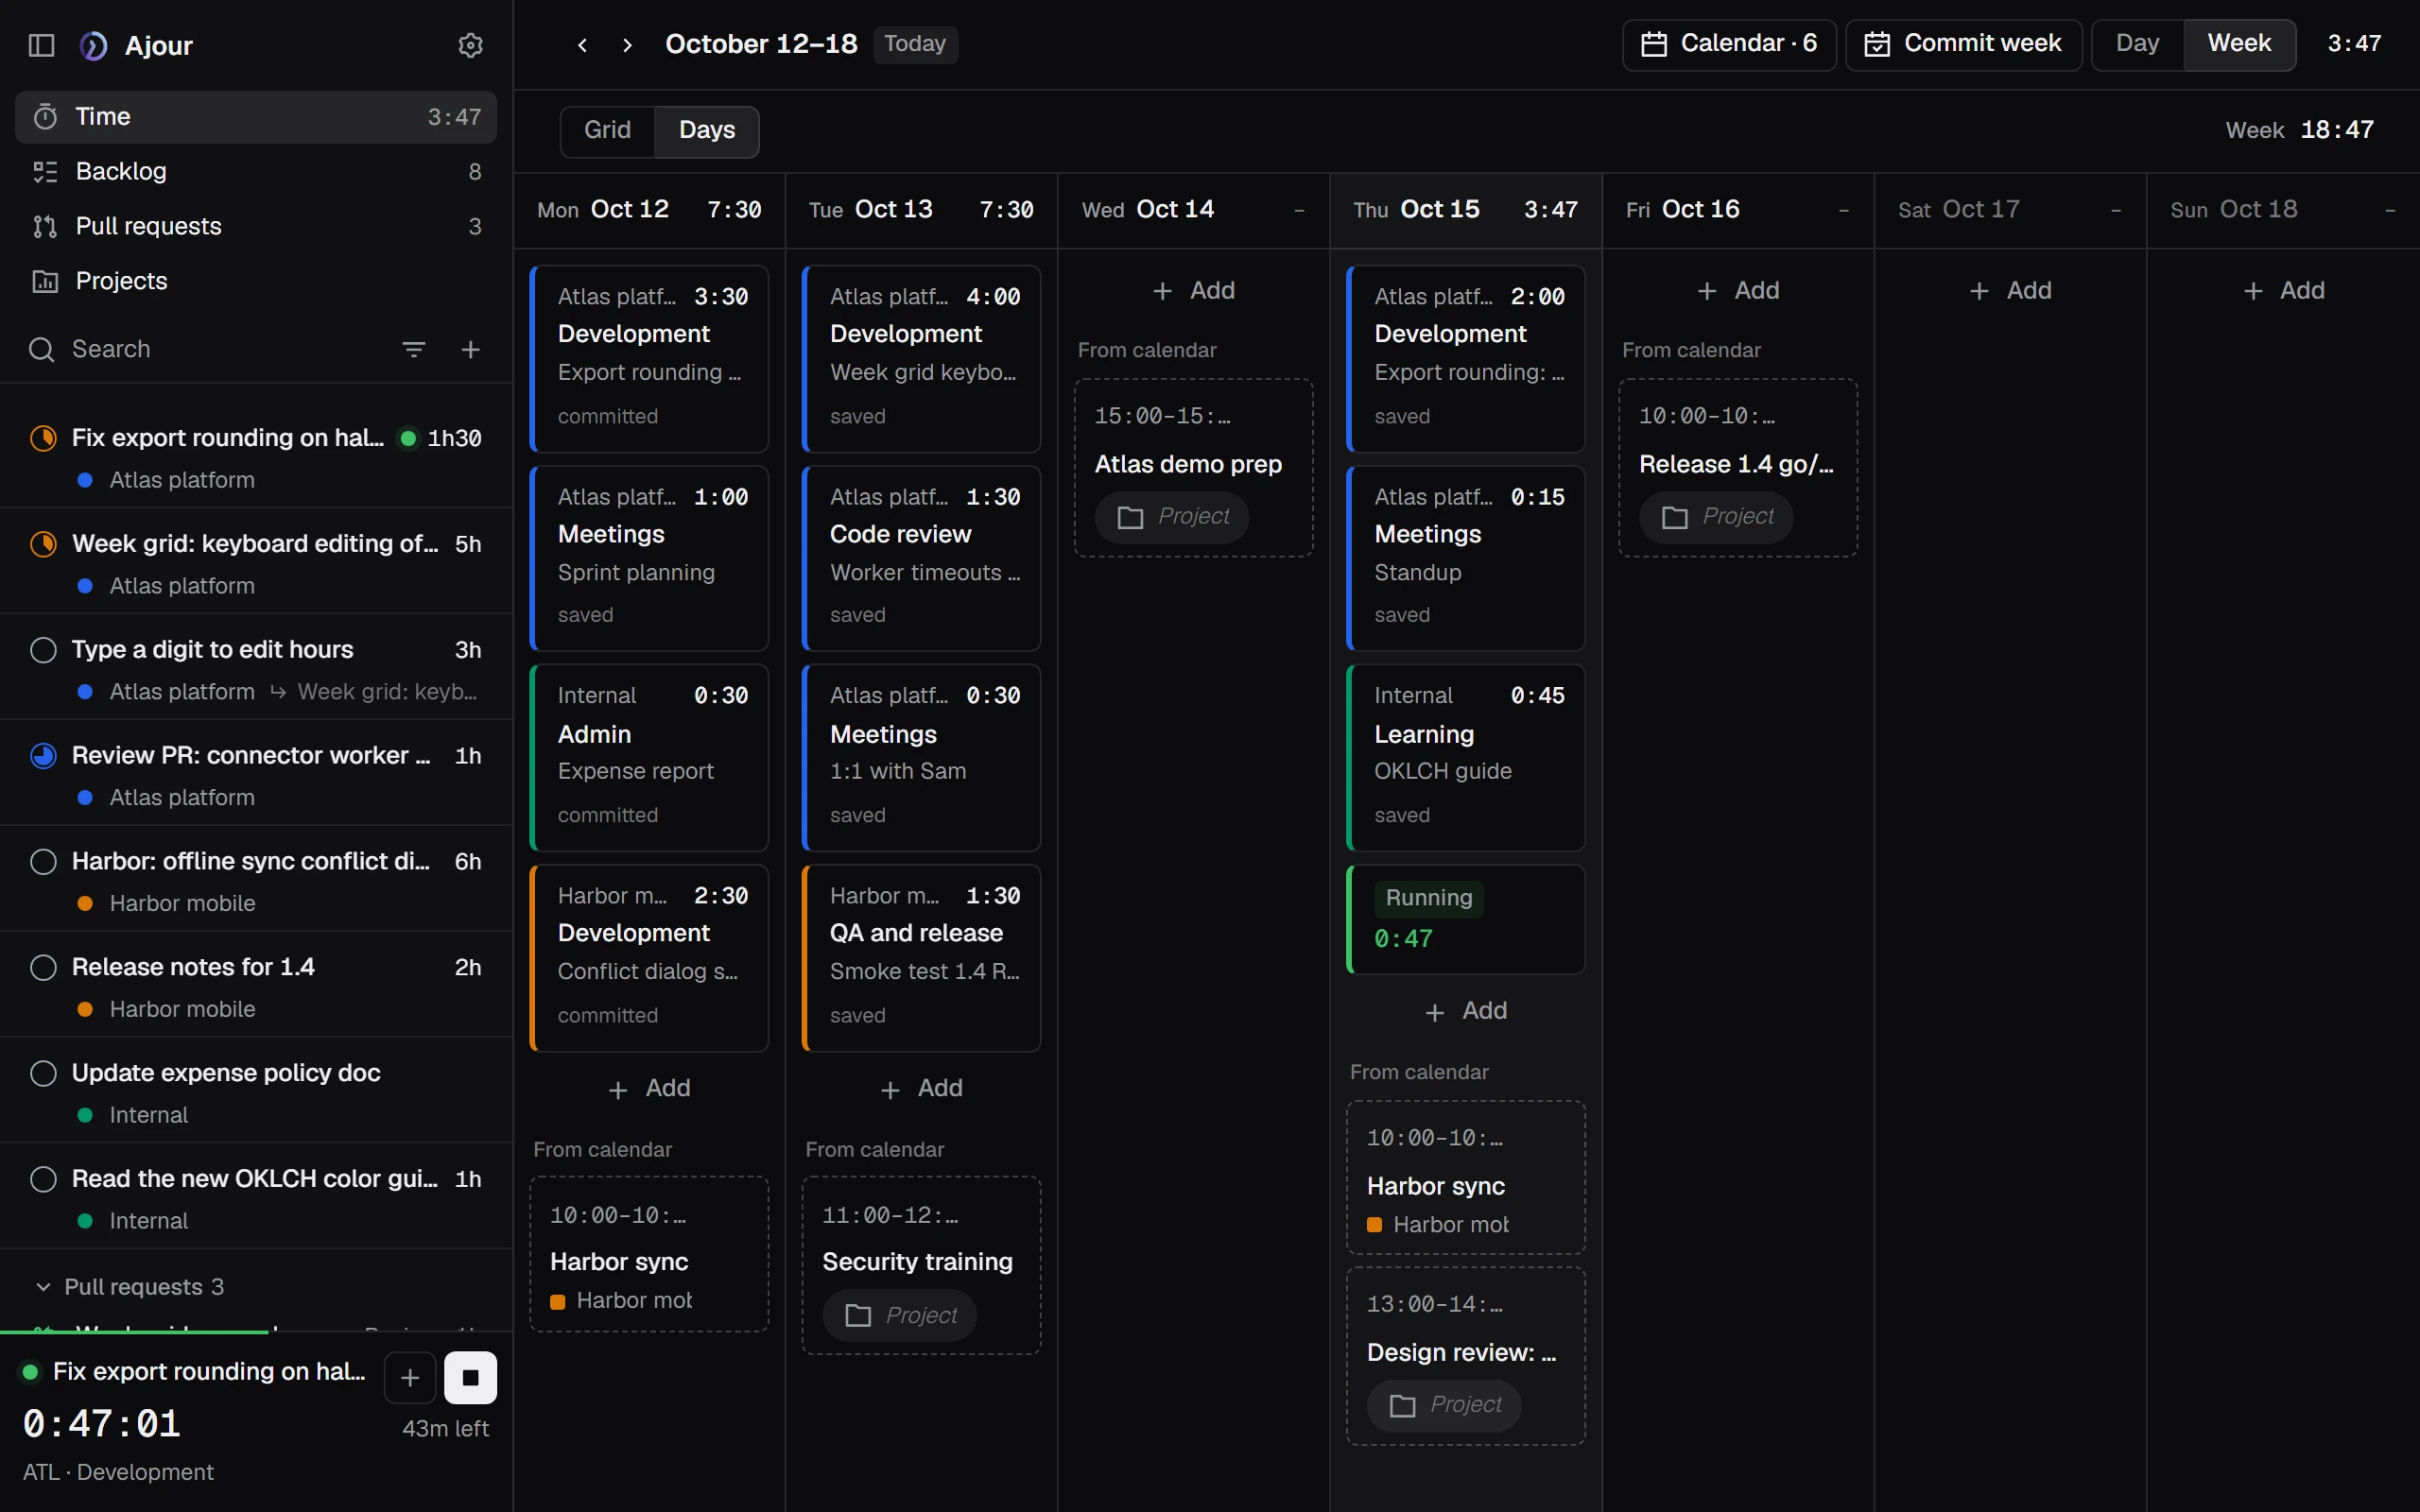 Ajour
Time 3:47
Backlog 8
Pull requests 3
Projects
Search
Fix export rounding on hal... 1h30
Atlas platform
Week grid: keyboard editing of... 5h
Atlas platform
Type a digit to edit hours 3h
Atlas platform ↳ Week grid: keyb...
Review PR: connector worker ... 1h
Atlas platform
Harbor: offline sync conflict di... 6h
Harbor mobile
Release notes for 1.4 2h
Harbor mobile
Update expense policy doc
Internal
Read the new OKLCH color gui... 1h
Internal
Pull requests 3
Fix export rounding on hal...
0:47:01 43m left
ATL · Development
October 12–18 Today
Calendar · 6 Commit week Day Week 3:47
Grid Days
Week 18:47
Mon Oct 12 7:30
Atlas platf... 3:30
Development
Export rounding ...
committed
Atlas platf... 1:00
Meetings
Sprint planning
saved
Internal 0:30
Admin
Expense report
committed
Harbor m... 2:30
Development
Conflict dialog s...
committed
+ Add
From calendar
10:00–10:...
Harbor sync
Harbor mob
Tue Oct 13 7:30
Atlas platf... 4:00
Development
Week grid keybo...
saved
Atlas platf... 1:30
Code review
Worker timeouts ...
saved
Atlas platf... 0:30
Meetings
1:1 with Sam
saved
Harbor m... 1:30
QA and release
Smoke test 1.4 R...
saved
+ Add
From calendar
11:00–12:...
Security training
Project
Wed Oct 14 –
+ Add
From calendar
15:00–15:...
Atlas demo prep
Project
Thu Oct 15 3:47
Atlas platf... 2:00
Development
Export rounding: ...
saved
Atlas platf... 0:15
Meetings
Standup
saved
Internal 0:45
Learning
OKLCH guide
saved
Running
0:47
+ Add
From calendar
10:00–10:...
Harbor sync
Harbor mob
13:00–14:...
Design review: ...
Project
Fri Oct 16 –
+ Add
From calendar
10:00–10:...
Release 1.4 go/...
Project
Sat Oct 17 –
+ Add
Sun Oct 18 –
+ Add